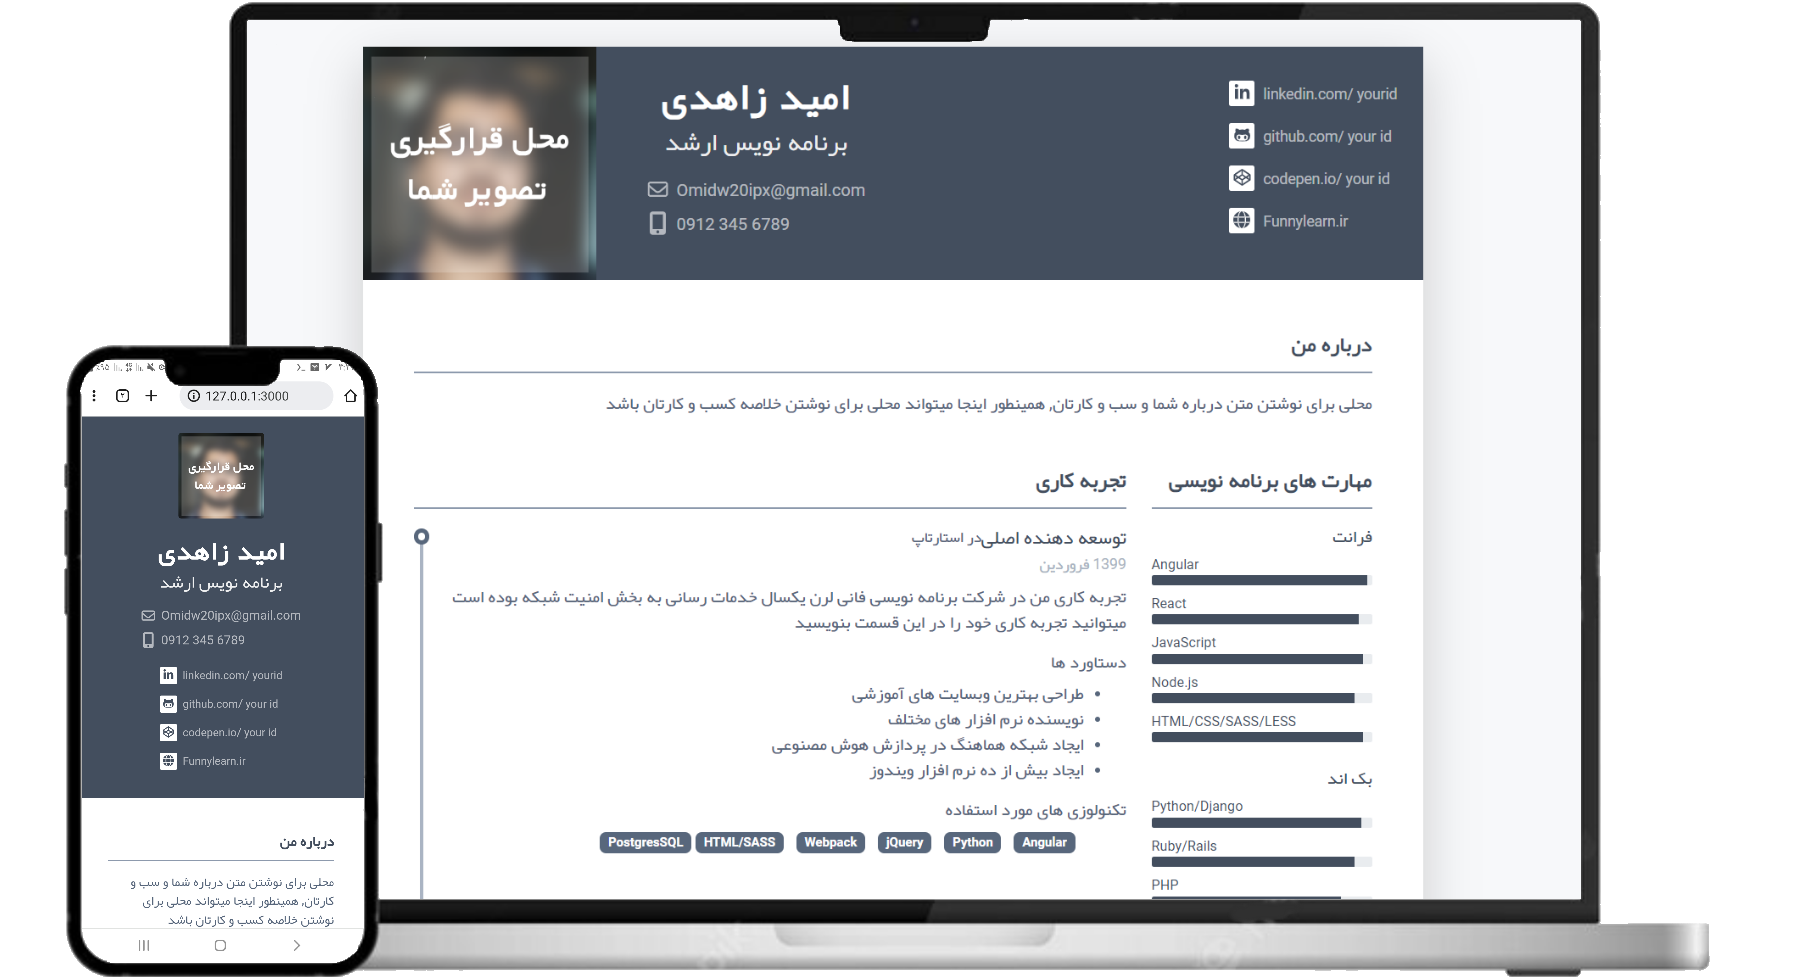 امید زاهدی
برنامه نویس ارشد
Omidw20ipx@gmail.com
0912 345 6789
linkedin.com/ yourid
github.com/ your id
codepen.io/ your id
Funnylearn.ir
محل قرارگیری
تصویر شما
درباره من
محلی برای نوشتن متن درباره شما و سب و کارتان, همینطور اینجا میتواند محلی برای نوشتن خلاصه کسب و کارتان باشد
مهارت های برنامه نویسی
فرانت
Angular
React
JavaScript
Node.js
HTML/CSS/SASS/LESS
بک اند
Python/Django
Ruby/Rails
PHP
تجربه کاری
توسعه دهنده اصلیدر استارتاپ
1399 فروردین
تجربه کاری من در شرکت برنامه نویسی فانی لرن یکسال خدمات رسانی به بخش امنیت شبکه بوده است
میتوانید تجربه کاری خود را در این قسمت بنویسید
دستاورد ها
• طراحی بهترین وبسایت های آموزشی
• نویسنده نرم افزار های مختلف
• ایجاد شبکه هماهنگ در پردازش هوش مصنوعی
• ایجاد بیش از ده نرم افزار ویندوز
تکنولوزی های مورد استفاده
Angular Python jQuery Webpack HTML/SASS PostgresSQL
127.0.0.1:3000
محل قرارگیری
تصویر شما
امید زاهدی
برنامه نویس ارشد
Omidw20ipx@gmail.com
0912 345 6789
linkedin.com/ yourid
github.com/ your id
codepen.io/ your id
Funnylearn.ir
درباره من
محلی برای نوشتن متن درباره شما و سب و
کارتان, همینطور اینجا میتواند محلی برای
نوشتن خلاصه کسب و کارتان باشد